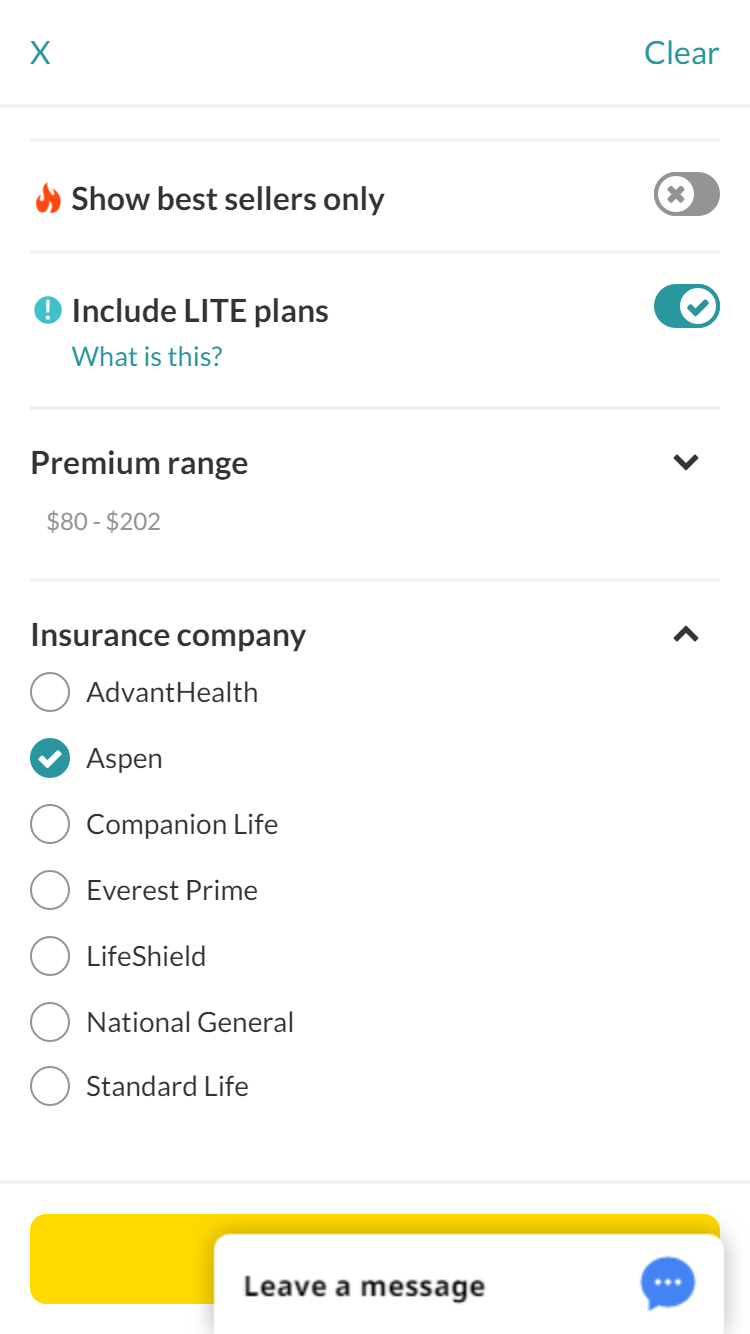 X
Clear
Show best sellers only
Include LITE plans
What is this?
Premium range
$80 - $202
Insurance company
AdvantHealth
Aspen
Companion Life
Everest Prime
LifeShield
National General
Standard Life
Leave a message